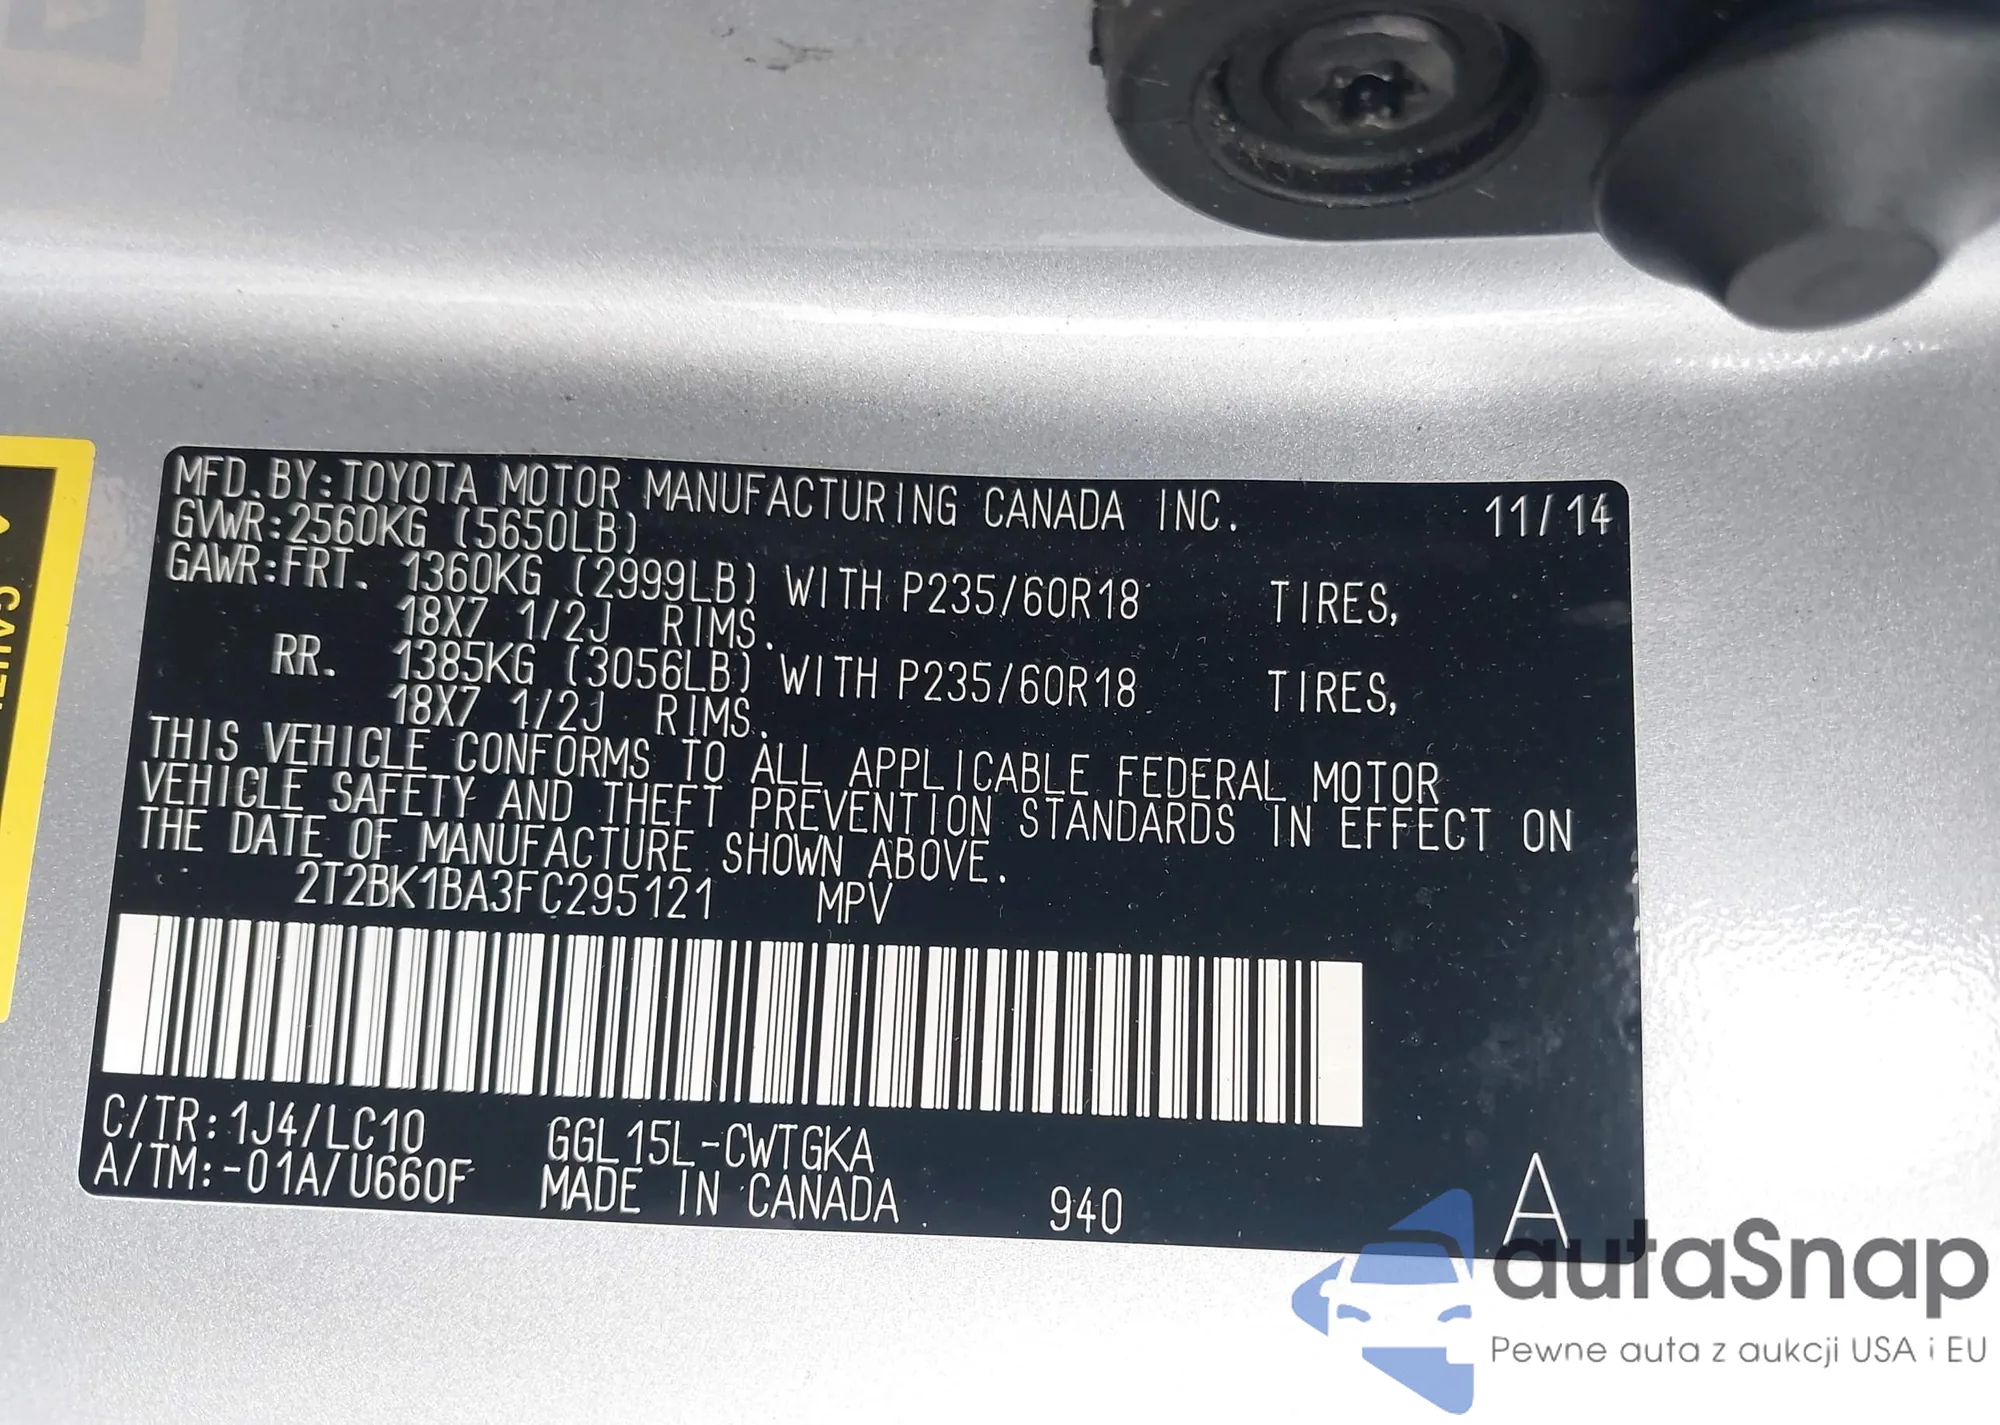 MFD. BY: TOYOTA MOTOR MANUFACTURING CANADA INC. 11/14
GVWR: 2560KG (5650LB)
GAWR: FRT. 1360KG (2999LB) WITH P235/60R18 TIRES,
18X7 1/2J RIMS.
RR. 1385KG (3056LB) WITH P235/60R18 TIRES,
18X7 1/2J RIMS.
THIS VEHICLE CONFORMS TO ALL APPLICABLE FEDERAL MOTOR
VEHICLE SAFETY AND THEFT PREVENTION STANDARDS IN EFFECT ON
THE DATE OF MANUFACTURE SHOWN ABOVE.
2T2BK1BA3FC295121 MPV
C/TR: 1J4/LC10 GGL15L-CWTGKA
A/TM: -01A/U660F MADE IN CANADA 940 A
autaSnap
Pewne auta z aukcji USA i EU